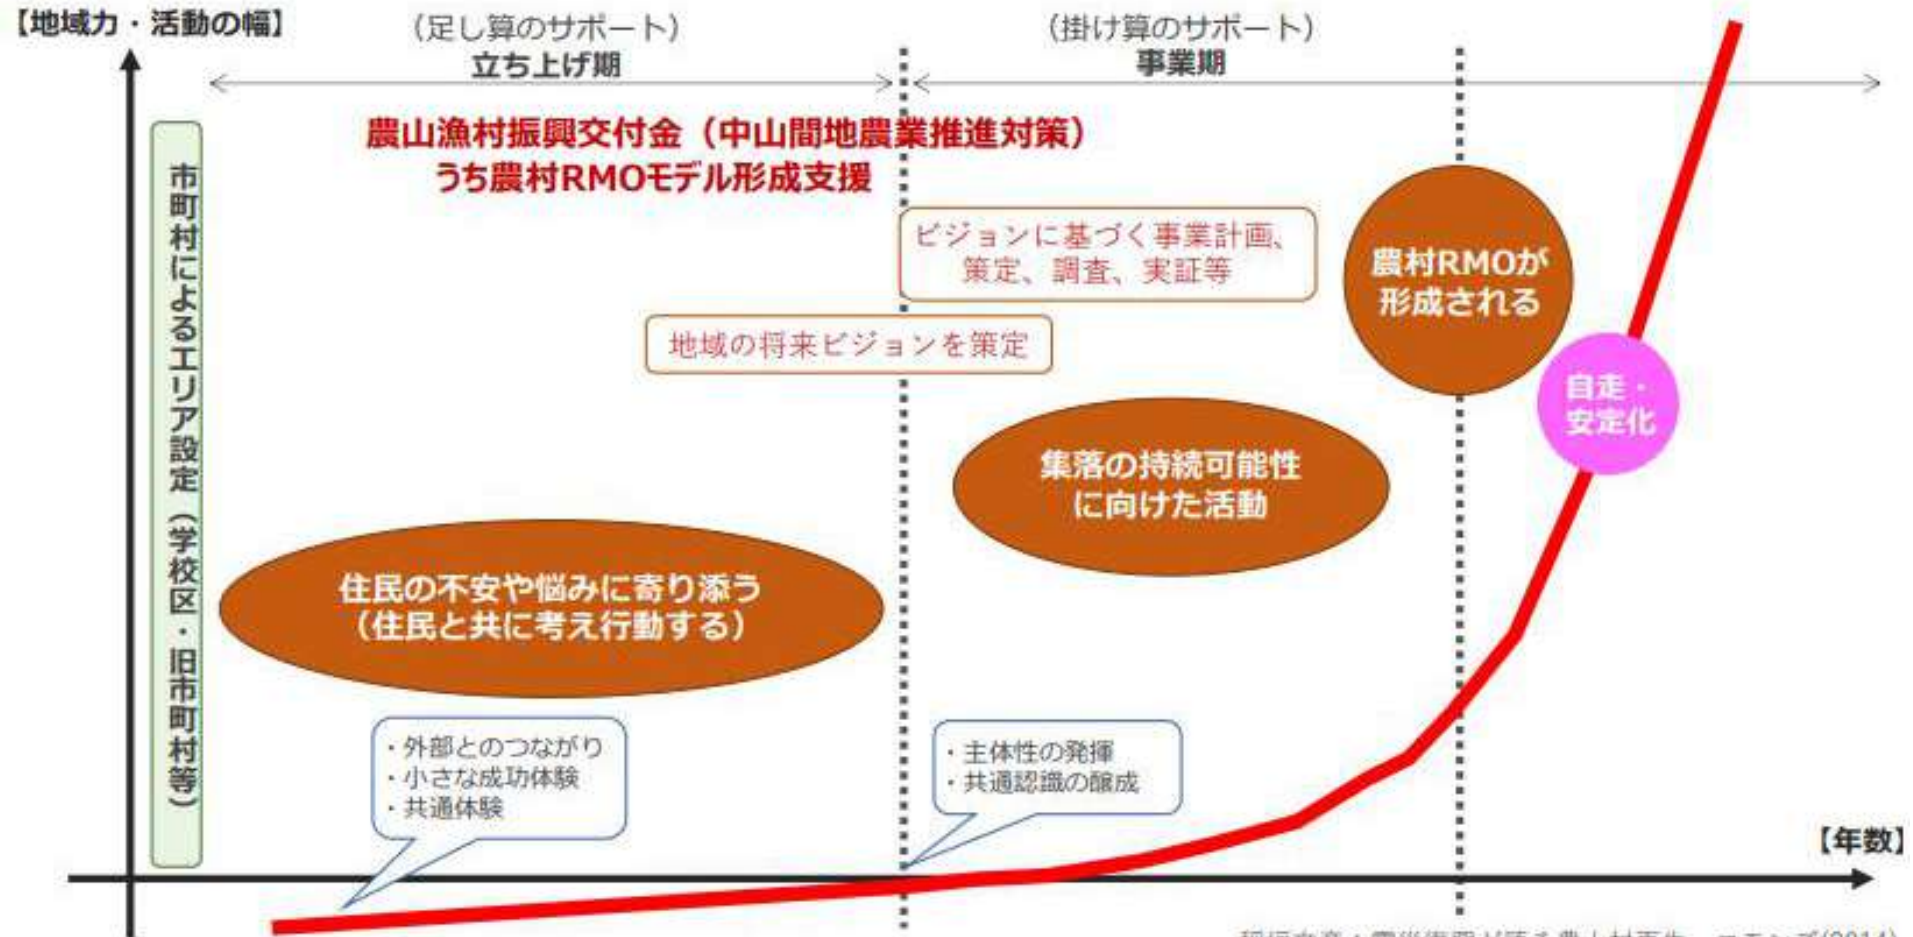 【地域力・活動の幅】
（足し算のサポート）
立ち上げ期
（掛け算のサポート）
事業期
農山漁村振興交付金（中山間地農業推進対策）
うち農村RMOモデル形成支援
市町村によるエリア設定（学校区・旧市町村等）
ビジョンに基づく事業計画、
策定、調査、実証等
農村RMOが
形成される
地域の将来ビジョンを策定
自走・
安定化
集落の持続可能性
に向けた活動
住民の不安や悩みに寄り添う
（住民と共に考え行動する）
・外部とのつながり
・小さな成功体験
・共通体験
・主体性の発揮
・共通認識の醸成
【年数】